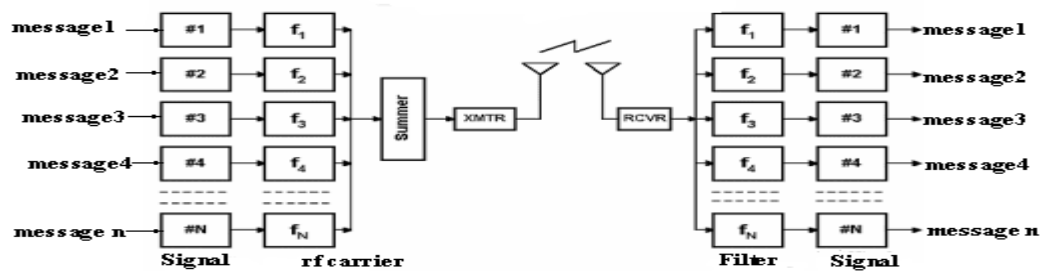 message1 #1 f1 f1 #1 message1
message2 #2 f2 f2 #2 message2
message3 #3 f3 Summer XMTR RCVR f3 #3 message3
message4 #4 f4 f4 #4 message4
message n #N fN fN #N message n
Signal rf carrier Filter Signal